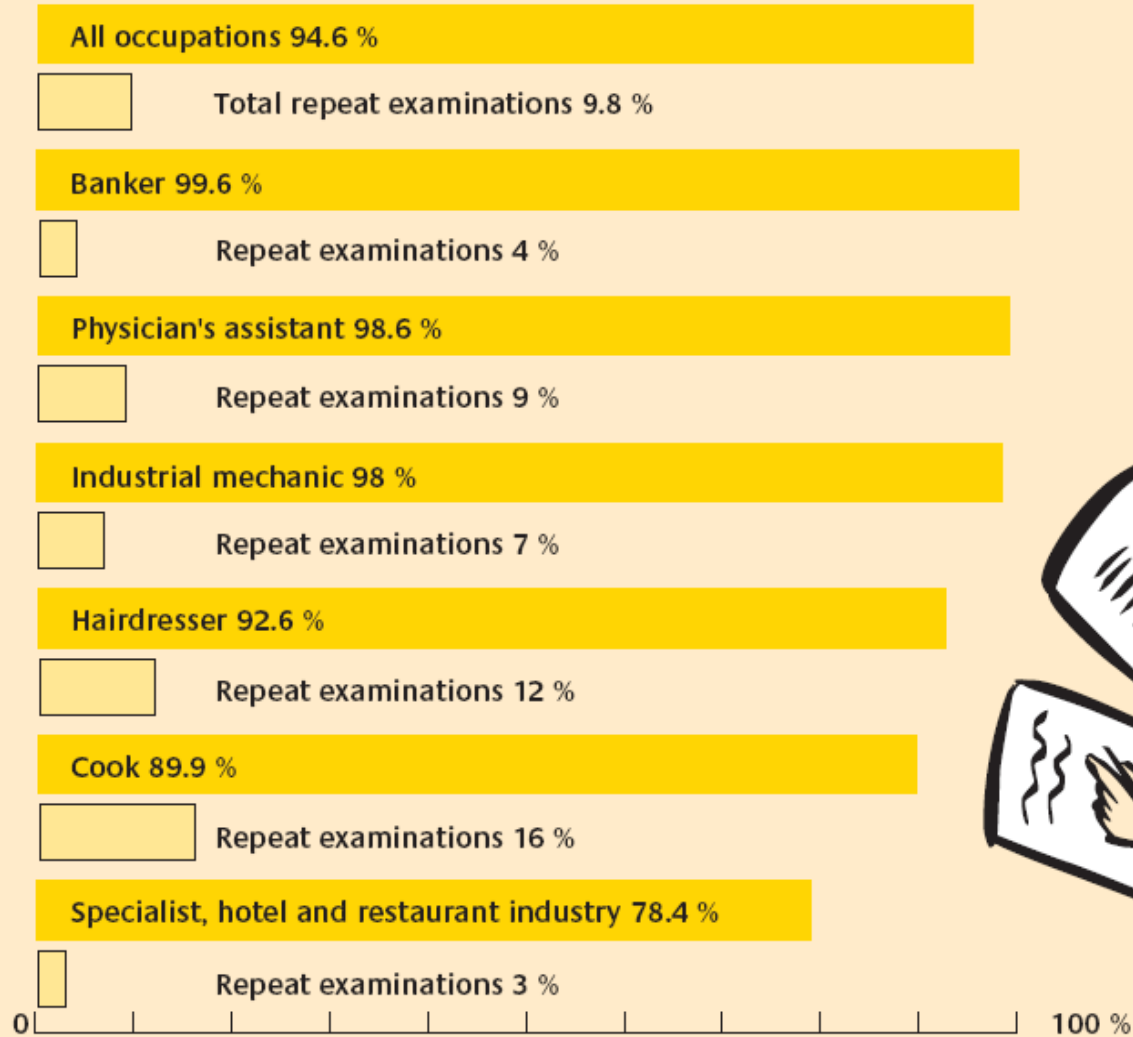 All occupations 94.6 %
Total repeat examinations 9.8 %
Banker 99.6 %
Repeat examinations 4 %
Physician's assistant 98.6 %
Repeat examinations 9 %
Industrial mechanic 98 %
Repeat examinations 7 %
Hairdresser 92.6 %
Repeat examinations 12 %
Cook 89.9 %
Repeat examinations 16 %
Specialist, hotel and restaurant industry 78.4 %
Repeat examinations 3 %
0 100 %